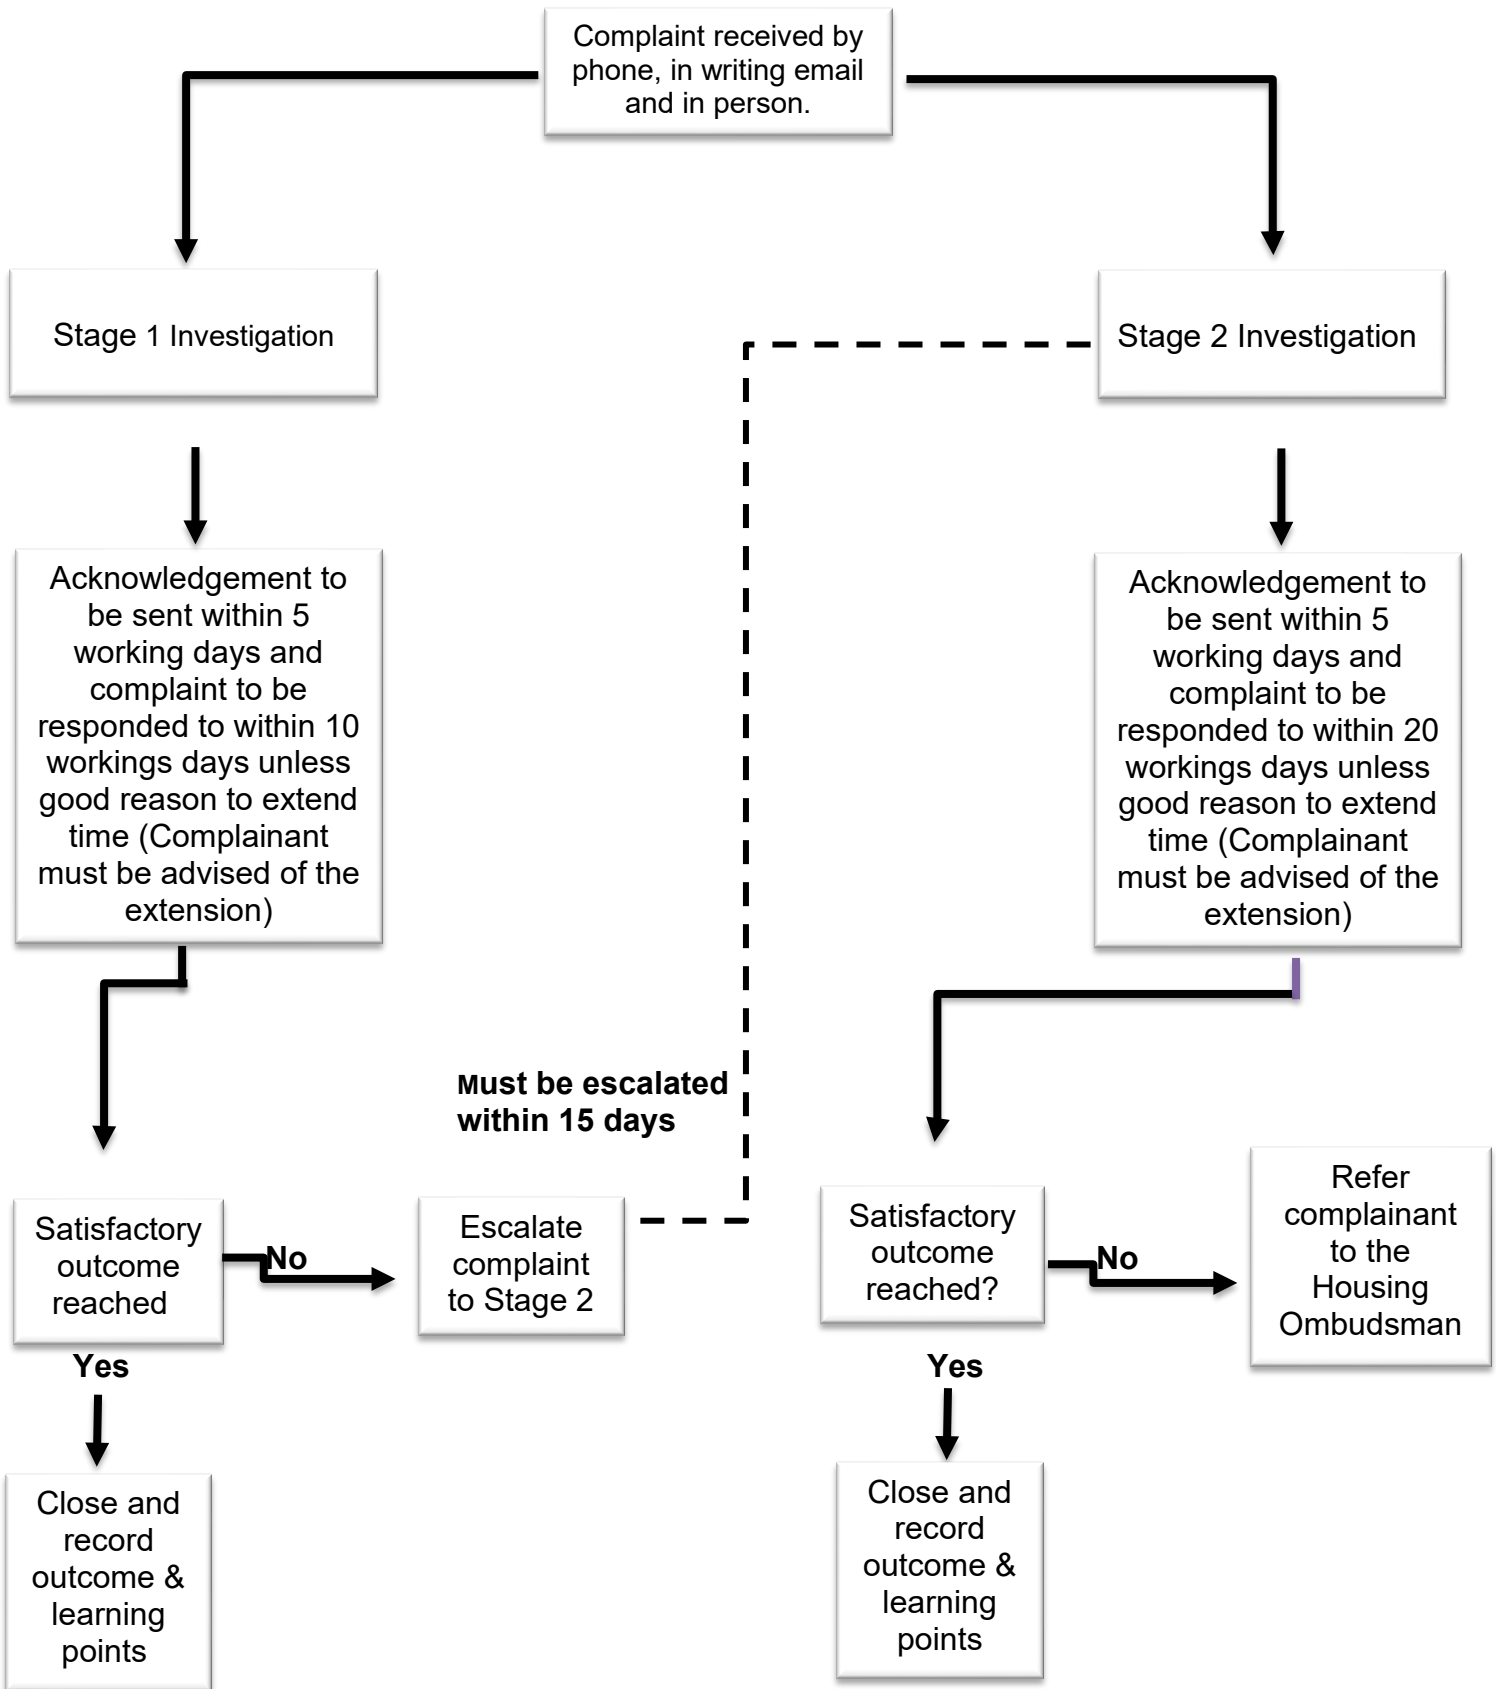 Complaint received by
phone, in writing email
and in person.
Stage 1 Investigation
Stage 2 Investigation
Acknowledgement to
be sent within 5
working days and
complaint to be
responded to within 10
workings days unless
good reason to extend
time (Complainant
must be advised of the
extension)
Acknowledgement to
be sent within 5
working days and
complaint to be
responded to within 20
workings days unless
good reason to extend
time (Complainant
must be advised of the
extension)
Must be escalated
within 15 days
Satisfactory
outcome
reached
No
Escalate
complaint
to Stage 2
Satisfactory
outcome
reached?
No
Refer
complainant
to the
Housing
Ombudsman
Yes
Yes
Close and
record
outcome &
learning
points
Close and
record
outcome &
learning
points